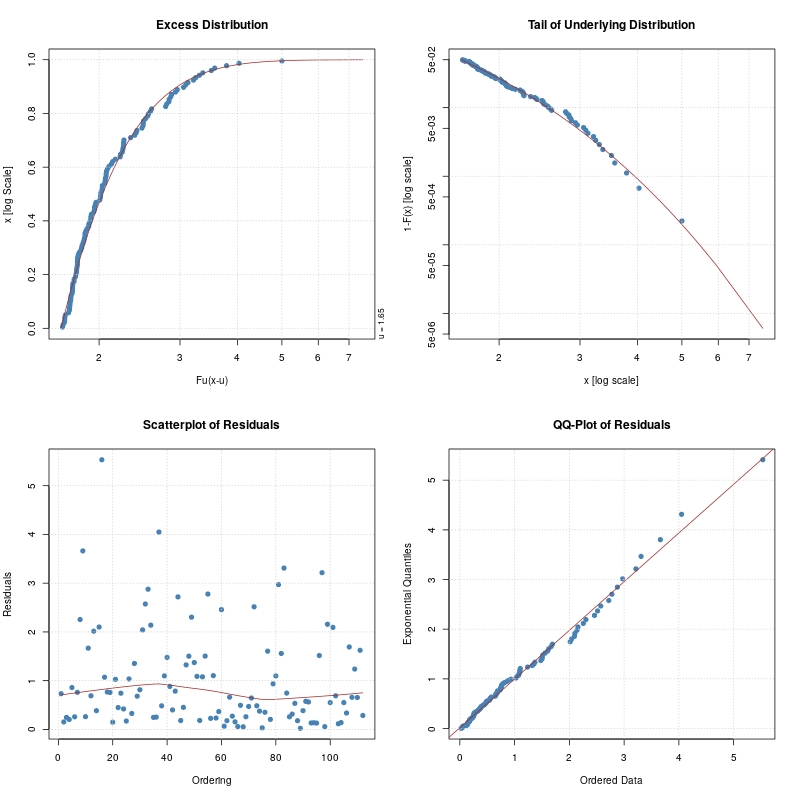 Excess Distribution
x [log Scale]
0.0 0.2 0.4 0.6 0.8 1.0
2 3 4 5 6 7
Fu(x-u)
u = 1.65
Tail of Underlying Distribution
1-F(x) [log scale]
5e-06 5e-05 5e-04 5e-03 5e-02
2 3 4 5 6 7
x [log scale]
Scatterplot of Residuals
Residuals
0 1 2 3 4 5
0 20 40 60 80 100
Ordering
QQ-Plot of Residuals
Exponential Quantiles
0 1 2 3 4 5
0 1 2 3 4 5
Ordered Data